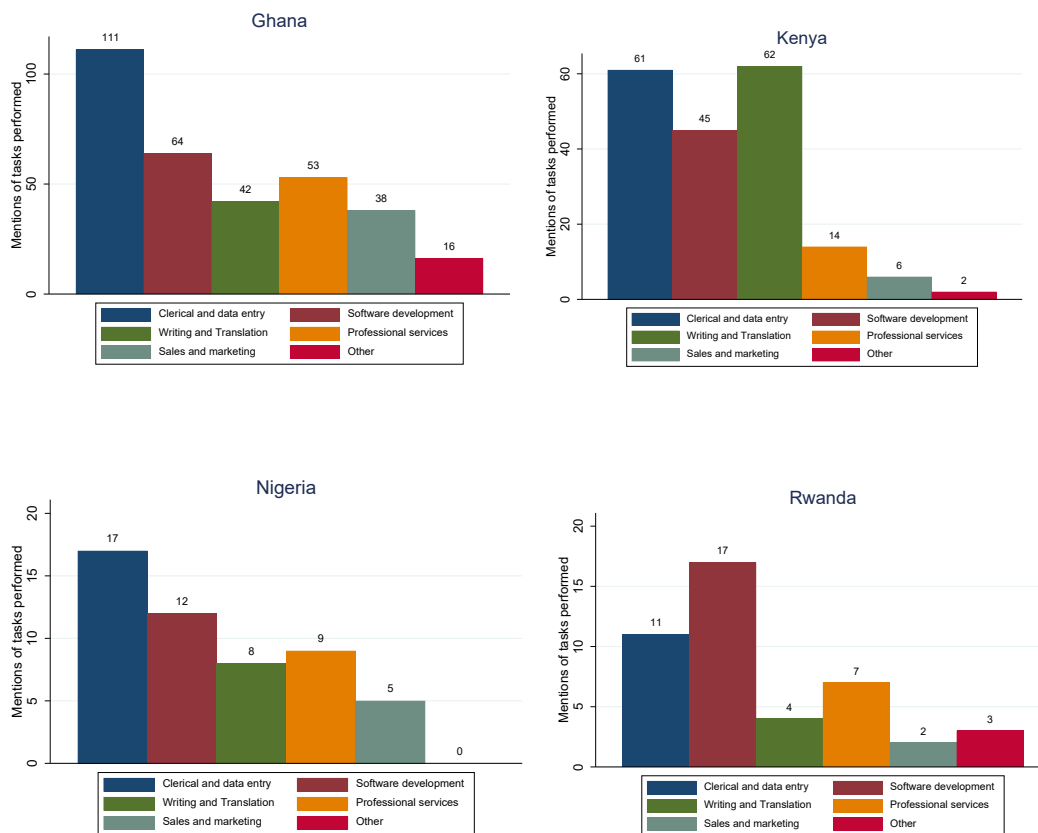 Ghana
Mentions of tasks performed
0
50
100
111
64
42
53
38
16
Clerical and data entry
Software development
Writing and Translation
Professional services
Sales and marketing
Other
Kenya
Mentions of tasks performed
0
20
40
60
61
45
62
14
6
2
Clerical and data entry
Software development
Writing and Translation
Professional services
Sales and marketing
Other
Nigeria
Mentions of tasks performed
0
5
10
15
20
17
12
8
9
5
0
Clerical and data entry
Software development
Writing and Translation
Professional services
Sales and marketing
Other
Rwanda
Mentions of tasks performed
0
5
10
15
20
11
17
4
7
2
3
Clerical and data entry
Software development
Writing and Translation
Professional services
Sales and marketing
Other